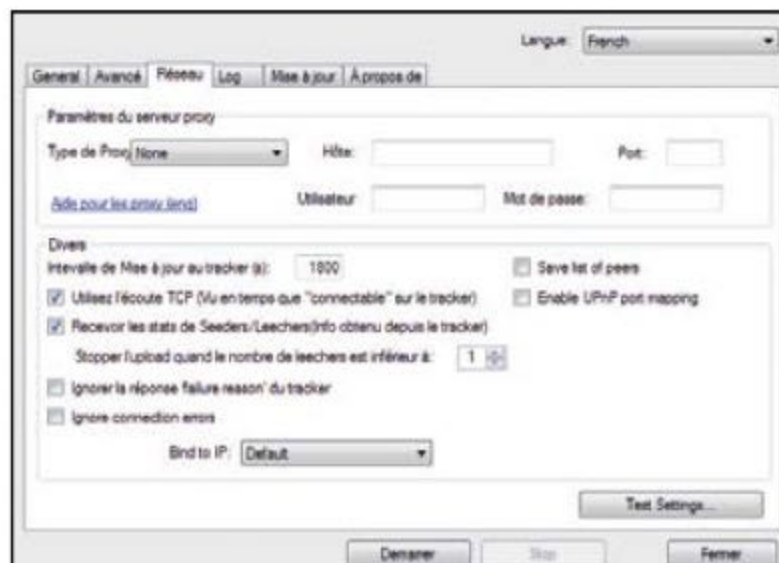 Langue: French
General Avancé Réseau Log Mise à jour À propos de
Paramètres du serveur proxy
Type de Proxy None Hôte: Port:
Aide pour les proxy (eng) Utilisateur Mot de passe:
Divers
Intevalle de Mise à jour au tracker (s): 1800 Save list of peers
Utilisez l'écoute TCP (Vu en temps que "connectable" sur le tracker) Enable UPnP port mapping
Recevoir les stats de Seeders/Leechers(Info obtenu depuis le tracker)
Stopper l'upload quand le nombre de leechers est inférieur à: 1
Ignorer la réponse 'failure reason' du tracker
Ignore connection errors
Bind to IP: Default
Test Settings...
Demarrer Stop Fermer